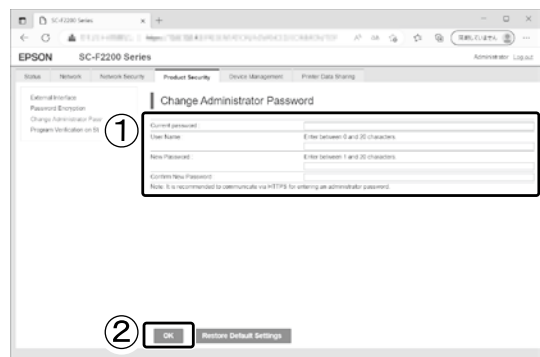 SC-F2200 Series
EPSON SC-F2200 Series
Administrator Logout
Status Network Network Security Product Security Device Management Printer Data Sharing
External Interface
Password Encryption
Change Administrator Pass
Program Verification on St
Change Administrator Password
①
Current password :
User Name : Enter between 0 and 20 characters.
New Password : Enter between 1 and 20 characters.
Confirm New Password :
Note: It is recommended to communicate via HTTPS for entering an administrator password.
②
OK Restore Default Settings